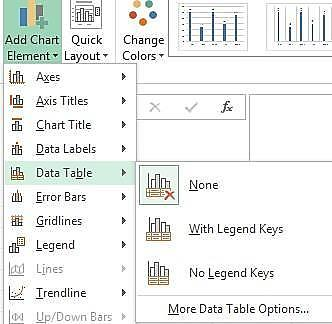 Add Chart Element
Quick Layout
Change Colors
Axes
Axis Titles
Chart Title
Data Labels
Data Table
Error Bars
Gridlines
Legend
Lines
Trendline
Up/Down Bars
fx
None
With Legend Keys
No Legend Keys
More Data Table Options...